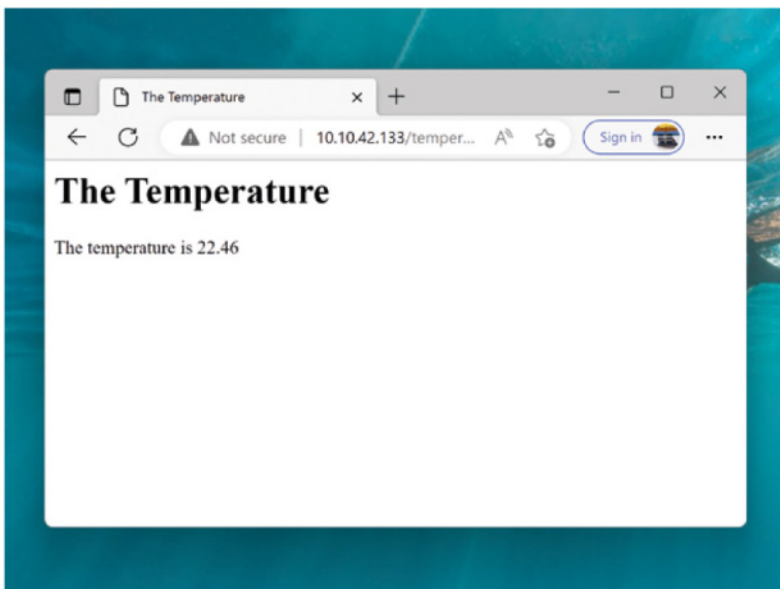 The Temperature
Not secure | 10.10.42.133/temper... A Sign in
The Temperature
The temperature is 22.46